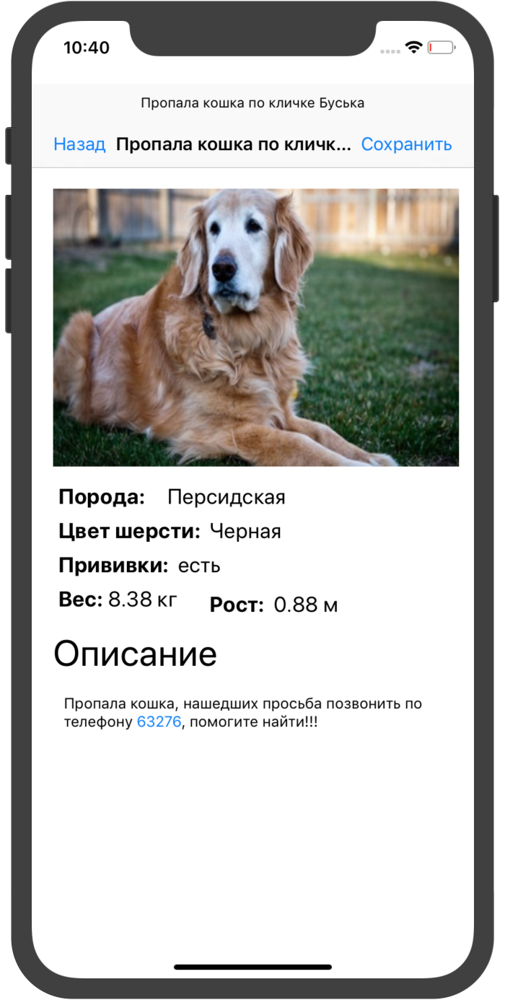 10:40
Пропала кошка по кличке Буська
Назад Пропала кошка по кличк... Сохранить
Порода: Персидская
Цвет шерсти: Черная
Прививки: есть
Вес: 8.38 кг Рост: 0.88 м
Описание
Пропала кошка, нашедших просьба позвонить по
телефону 63276, помогите найти!!!